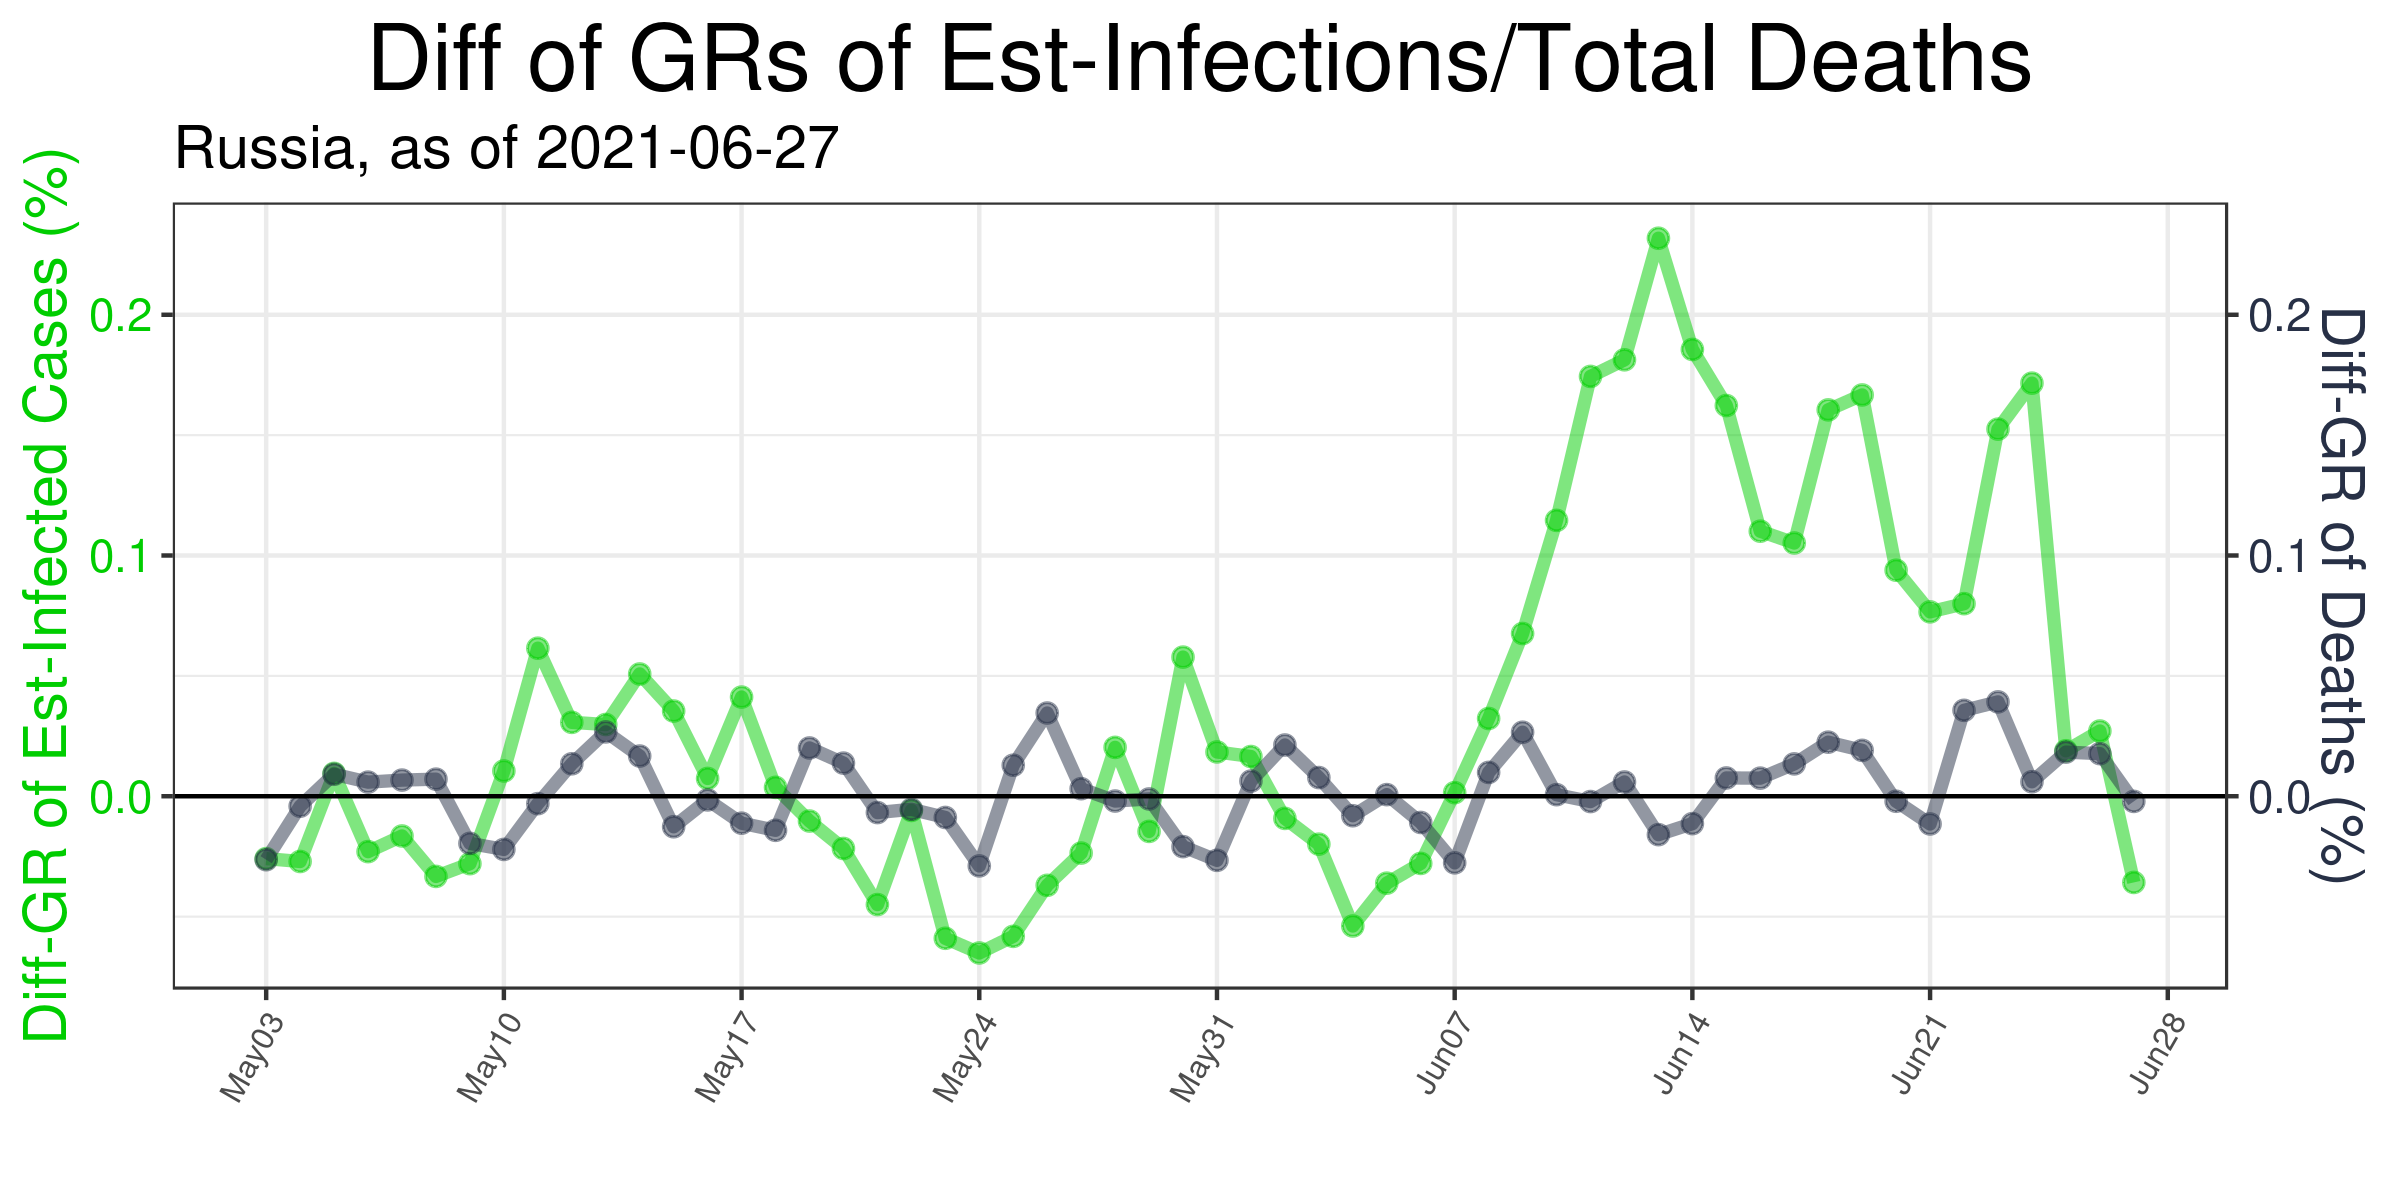 Diff of GRs of Est-Infections/Total Deaths
Russia, as of 2021-06-27
Diff-GR of Est-Infected Cases (%)
0.2
0.1
0.0
0.2
0.1
0.0
Diff-GR of Deaths (%)
May03
May10
May17
May24
May31
Jun07
Jun14
Jun21
Jun28